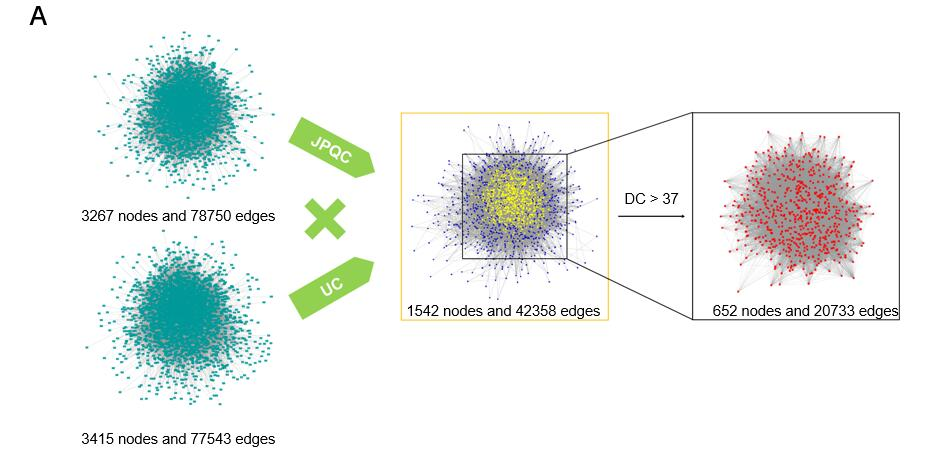 A
3267 nodes and 78750 edges
JPQC
UC
3415 nodes and 77543 edges
1542 nodes and 42358 edges
DC > 37
652 nodes and 20733 edges